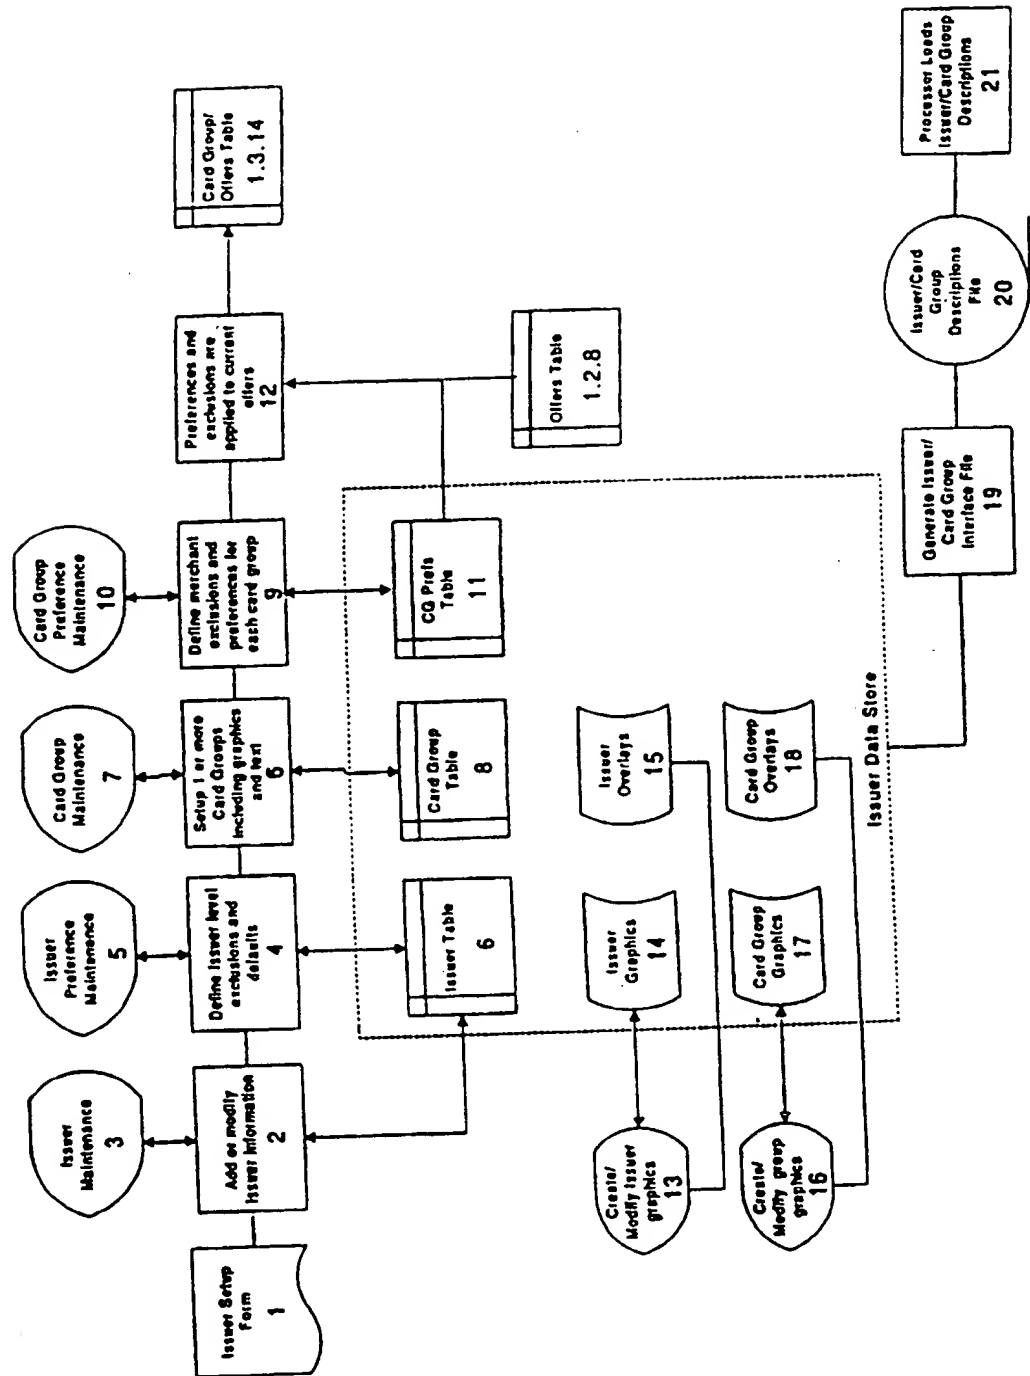 Issuer
Maintenance
3
Issuer
Preference
Maintenance
5
Card Group
Maintenance
7
Card Group
Preference
Maintenance
10
Issuer Setup
Form
1
Add or modify
Issuer Information
2
Define Issuer level
exclusions and
defaults
4
Setup 1 or more
Card Groups
including graphics
and text
6
Define merchant
exclusions and
preferences for
each card group
9
Preferences and
exclusions are
applied to current
offers
12
Card Group/
Offers Table
1.3.14
Issuer Table
6
Card Group
Table
8
CG Prefs
Table
11
Offers Table
1.2.8
Create/
Modify Issuer
graphics
13
Issuer
Graphics
14
Issuer
Overlays
15
Create/
Modify group
graphics
16
Card Group
Graphics
17
Card Group
Overlays
18
Issuer Data Store
Generate Issuer/
Card Group
Interface File
19
Issuer/Card
Group
Descriptions
File
20
Processor Loads
Issuer/Card Group
Descriptions
21